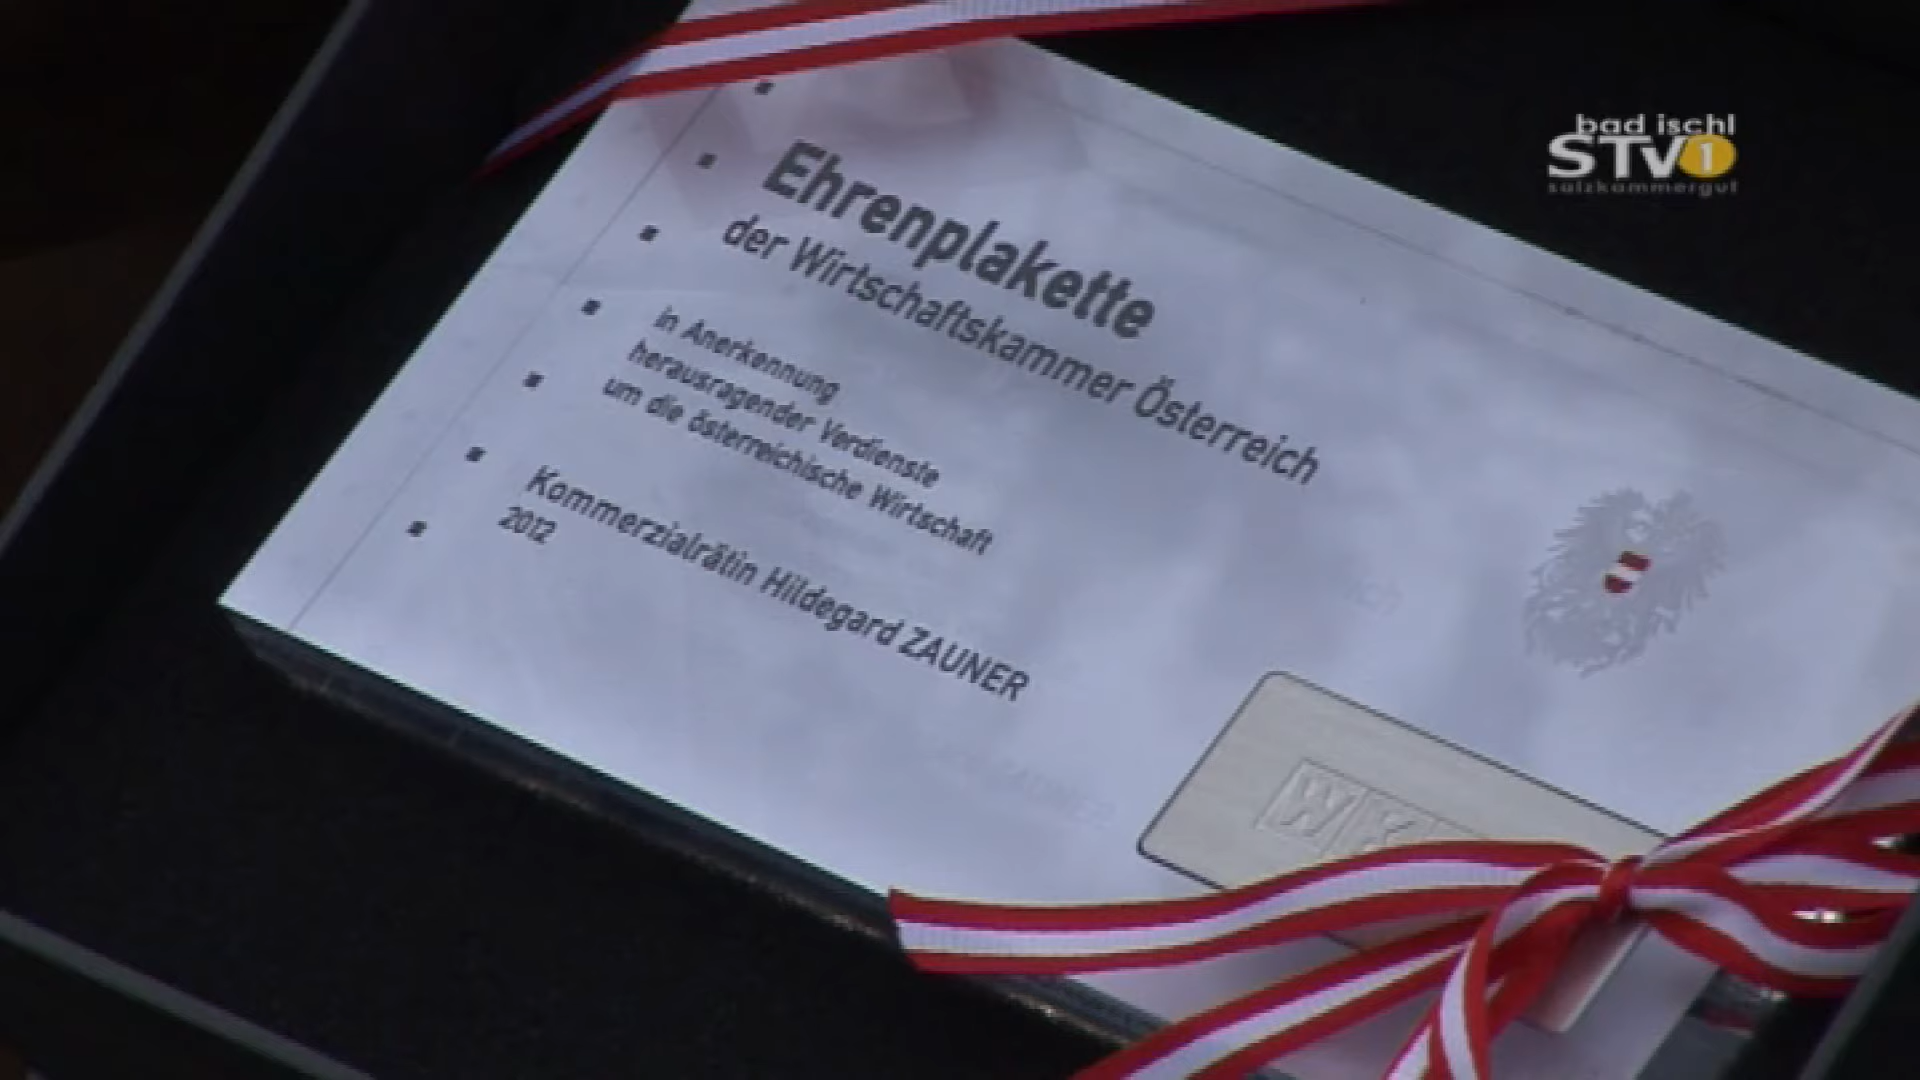 bad ischl
STV1
salzkammergut
Ehrenplakette
der Wirtschaftskammer Österreich
in Anerkennung
herausragender Verdienste
um die österreichische Wirtschaft
Kommerzialrätin Hildegard ZAUNER
2012
WK